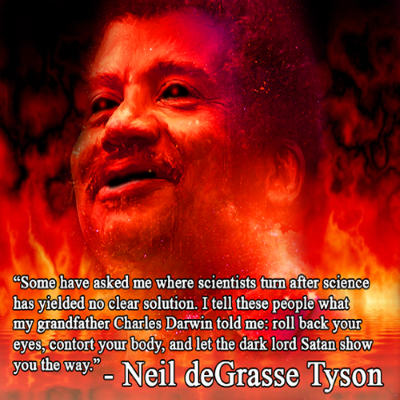 “Some have asked me where scientists turn after science
has yielded no clear solution. I tell these people what
my grandfather Charles Darwin told me: roll back your
eyes, contort your body, and let the dark lord Satan show
you the way.”
- Neil deGrasse Tyson